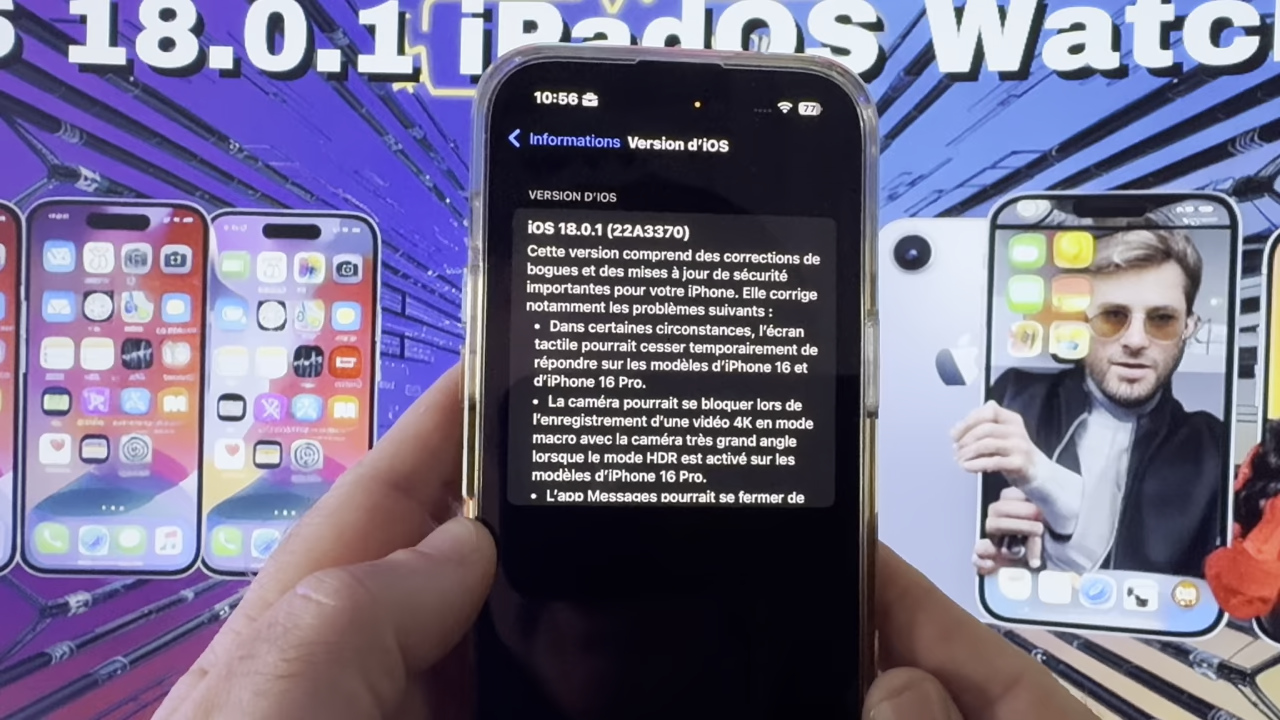 18.0.1 iPadOS Watch
10:56
77
Informations Version d'iOS
VERSION D'IOS
iOS 18.0.1 (22A3370)
Cette version comprend des corrections de
bogues et des mises à jour de sécurité
importantes pour votre iPhone. Elle corrige
notamment les problèmes suivants :
• Dans certaines circonstances, l'écran
tactile pourrait cesser temporairement de
répondre sur les modèles d'iPhone 16 et
d'iPhone 16 Pro.
• La caméra pourrait se bloquer lors de
l'enregistrement d'une vidéo 4K en mode
macro avec la caméra très grand angle
lorsque le mode HDR est activé sur les
modèles d'iPhone 16 Pro.
• L'app Messages pourrait se fermer de